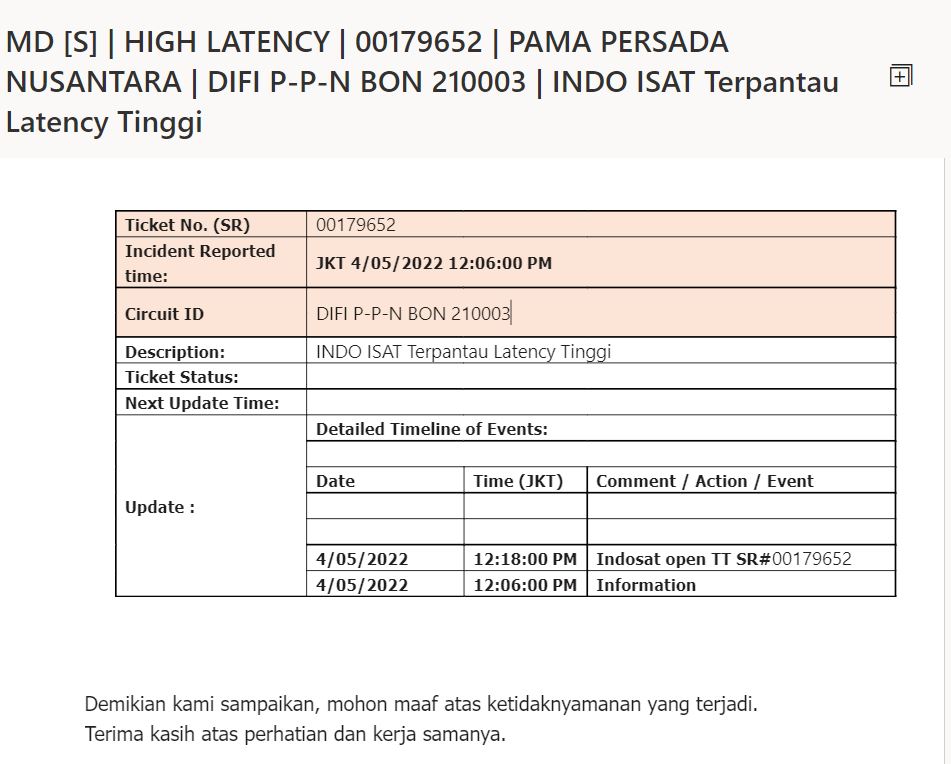 MD [S] | HIGH LATENCY | 00179652 | PAMA PERSADA
NUSANTARA | DIFI P-P-N BON 210003 | INDO ISAT Terpantau
Latency Tinggi
Ticket No. (SR) 00179652
Incident Reported
time: JKT 4/05/2022 12:06:00 PM
Circuit ID DIFI P-P-N BON 210003
Description: INDO ISAT Terpantau Latency Tinggi
Ticket Status:
Next Update Time:
Detailed Timeline of Events:
Date Time (JKT) Comment / Action / Event
Update :
4/05/2022 12:18:00 PM Indosat open TT SR#00179652
4/05/2022 12:06:00 PM Information
Demikian kami sampaikan, mohon maaf atas ketidaknyamanan yang terjadi.
Terima kasih atas perhatian dan kerja samanya.